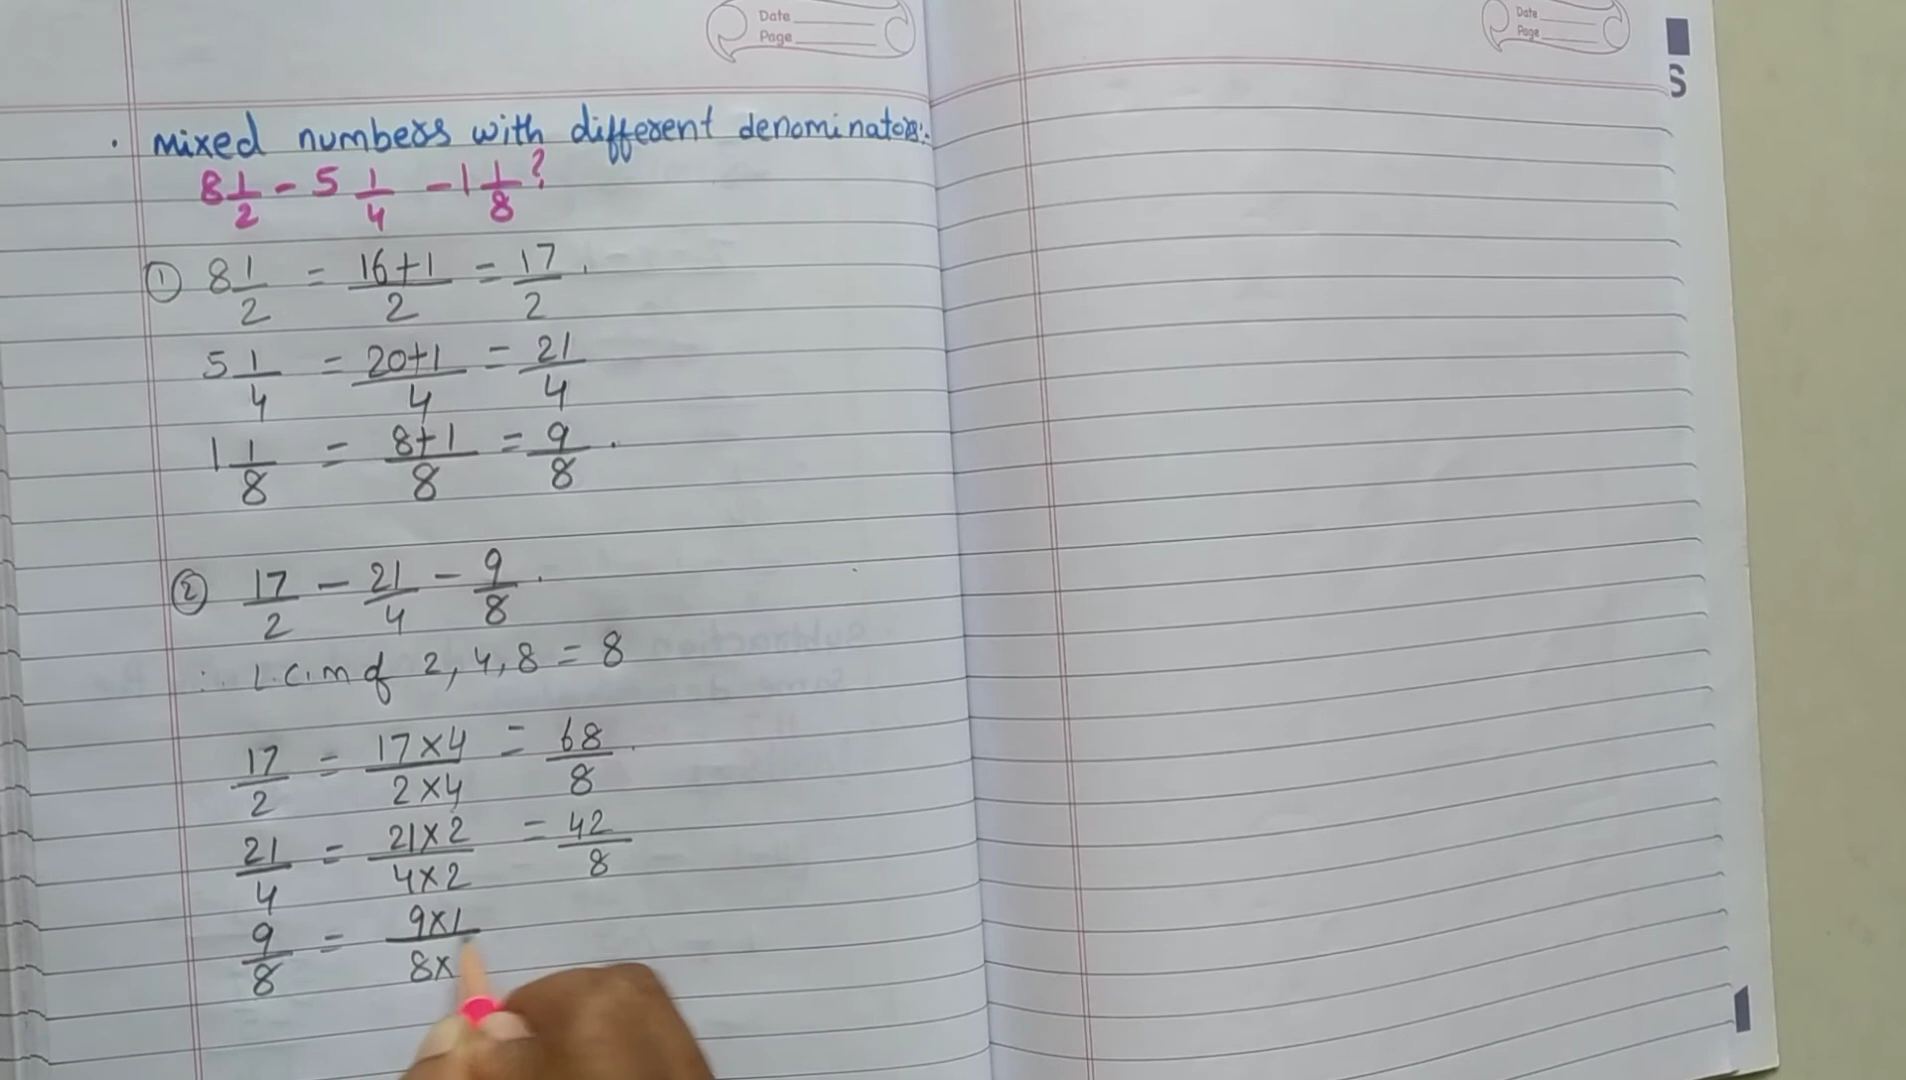 Date
Page
Date
Page
S
. Mixed numbers with different denominators:.
8 1/2 - 5 1/4 - 1 1/8 ?
① 8 1/2 = 16+1/2 = 17/2 .
5 1/4 = 20+1/4 = 21/4
1 1/8 = 8+1/8 = 9/8 .
② 17/2 - 21/4 - 9/8 .
∴ L.C.m of 2, 4, 8 = 8
17/2 = 17×4/2×4 = 68/8 .
21/4 = 21×2/4×2 = 42/8
9/8 = 9×1/8×